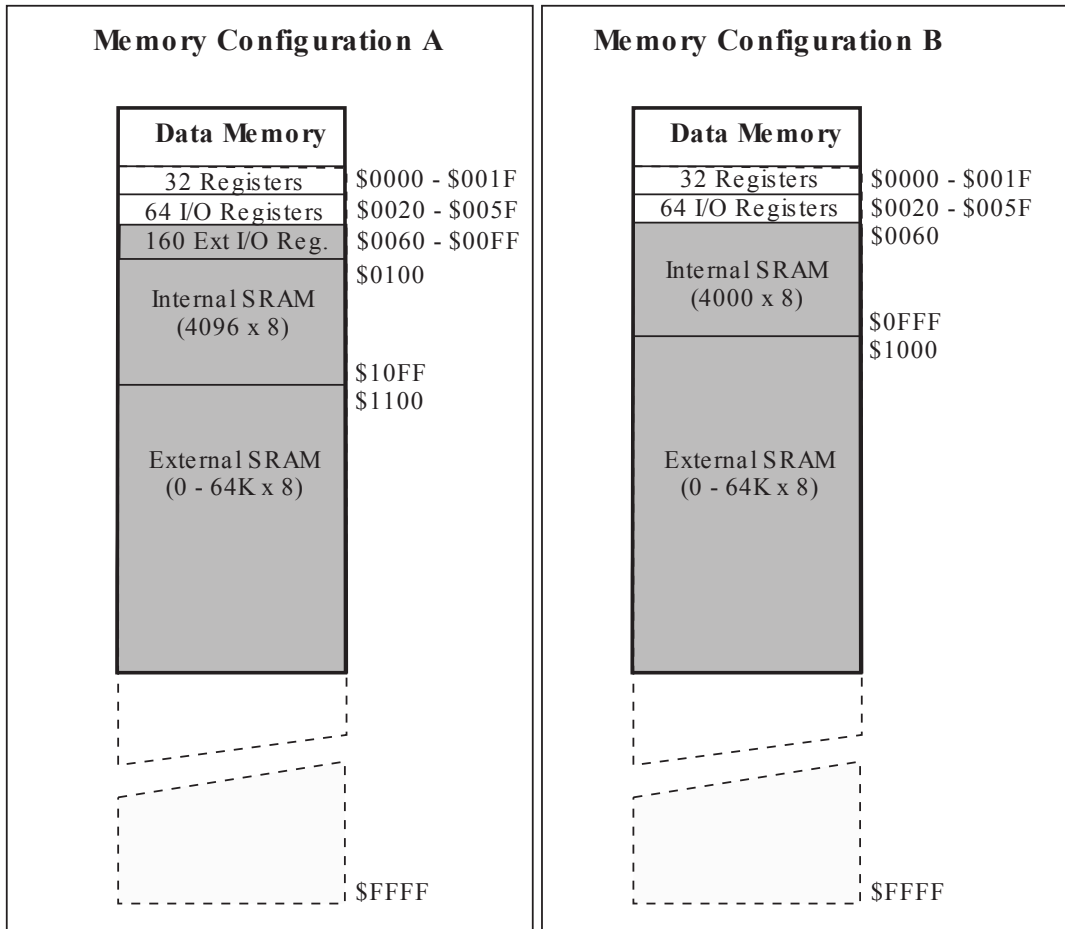 Memory Configuration A
Data Memory
32 Registers
$0000 - $001F
64 I/O Registers
$0020 - $005F
160 Ext I/O Reg.
$0060 - $00FF
$0100
Internal SRAM
(4096 x 8)
$10FF
$1100
External SRAM
(0 - 64K x 8)
$FFFF
Memory Configuration B
Data Memory
32 Registers
$0000 - $001F
64 I/O Registers
$0020 - $005F
$0060
Internal SRAM
(4000 x 8)
$0FFF
$1000
External SRAM
(0 - 64K x 8)
$FFFF